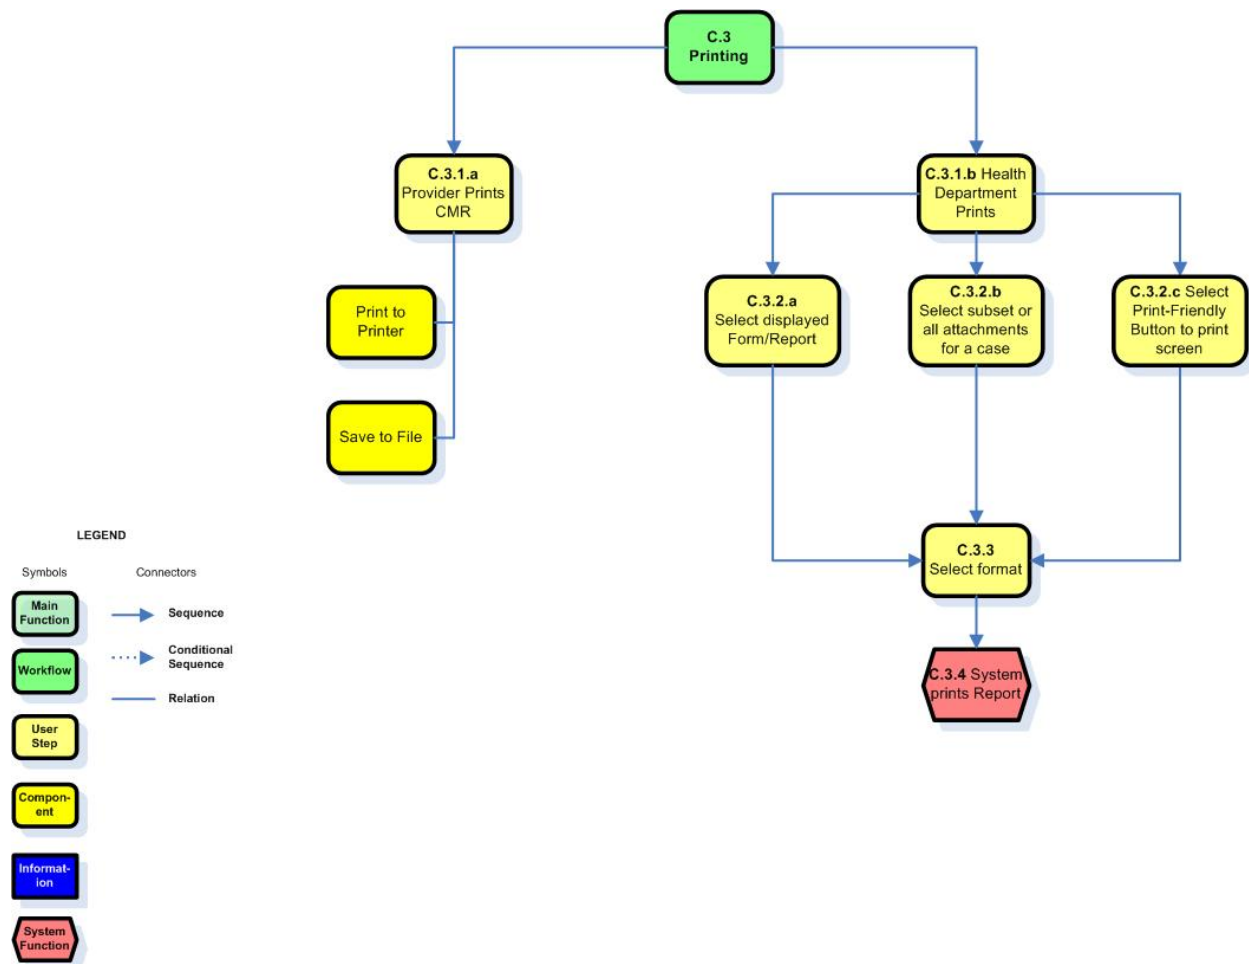 C.3
Printing
C.3.1.a
Provider Prints
CMR
C.3.1.b Health
Department
Prints
Print to
Printer
Save to File
C.3.2.a
Select displayed
Form/Report
C.3.2.b
Select subset or
all attachments
for a case
C.3.2.c Select
Print-Friendly
Button to print
screen
C.3.3
Select format
C.3.4 System
prints Report
LEGEND
Symbols
Connectors
Main
Function
Sequence
Workflow
Conditional
Sequence
Relation
User
Step
Compon-
ent
Informat-
ion
System
Function